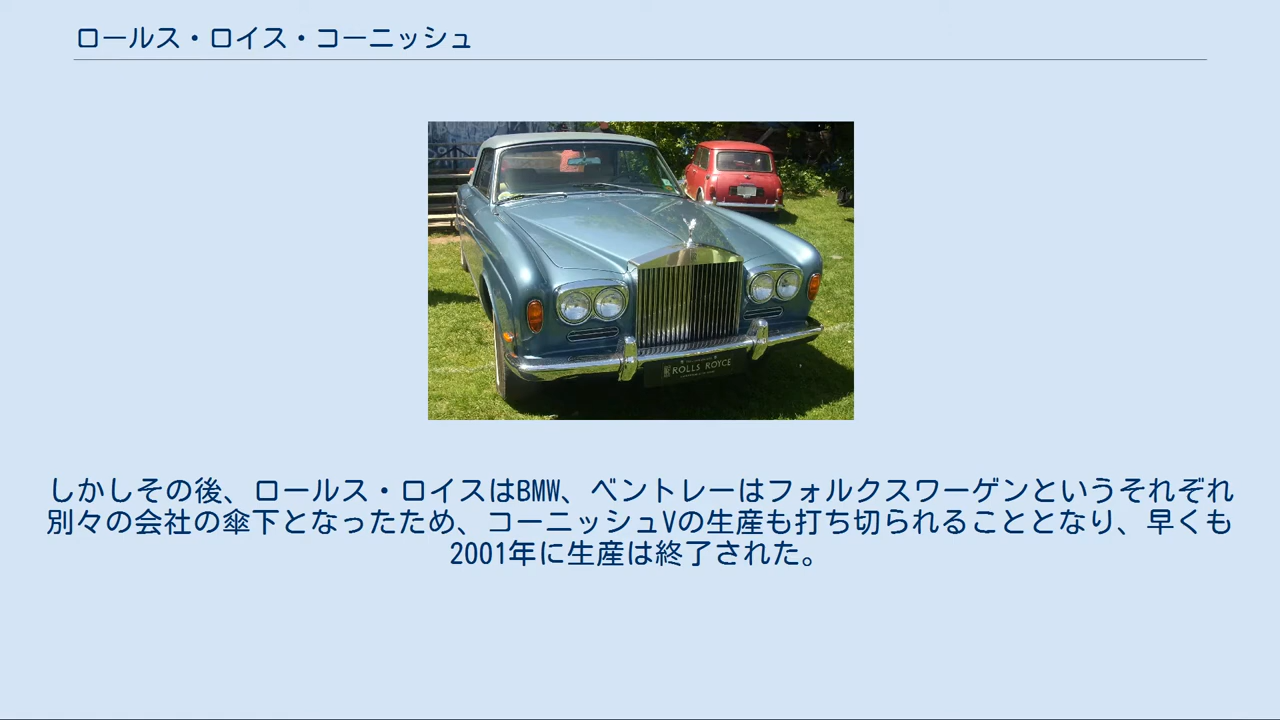 ロールス・ロイス・コーニッシュ
ROLLS ROYCE
しかしその後、ロールス・ロイスはBMW、ベントレーはフォルクスワーゲンというそれぞれ
別々の会社の傘下となったため、コーニッシュVの生産も打ち切られることとなり、早くも
2001年に生産は終了された。